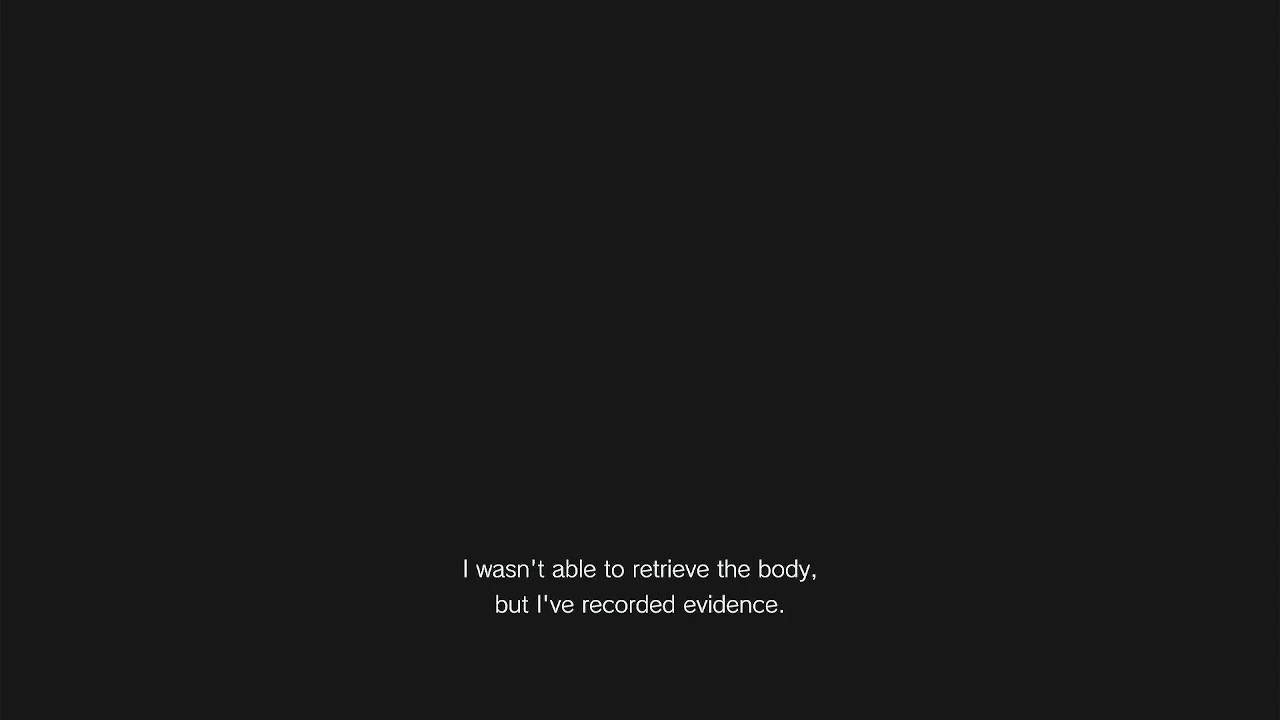 I wasn't able to retrieve the body,
but I've recorded evidence.